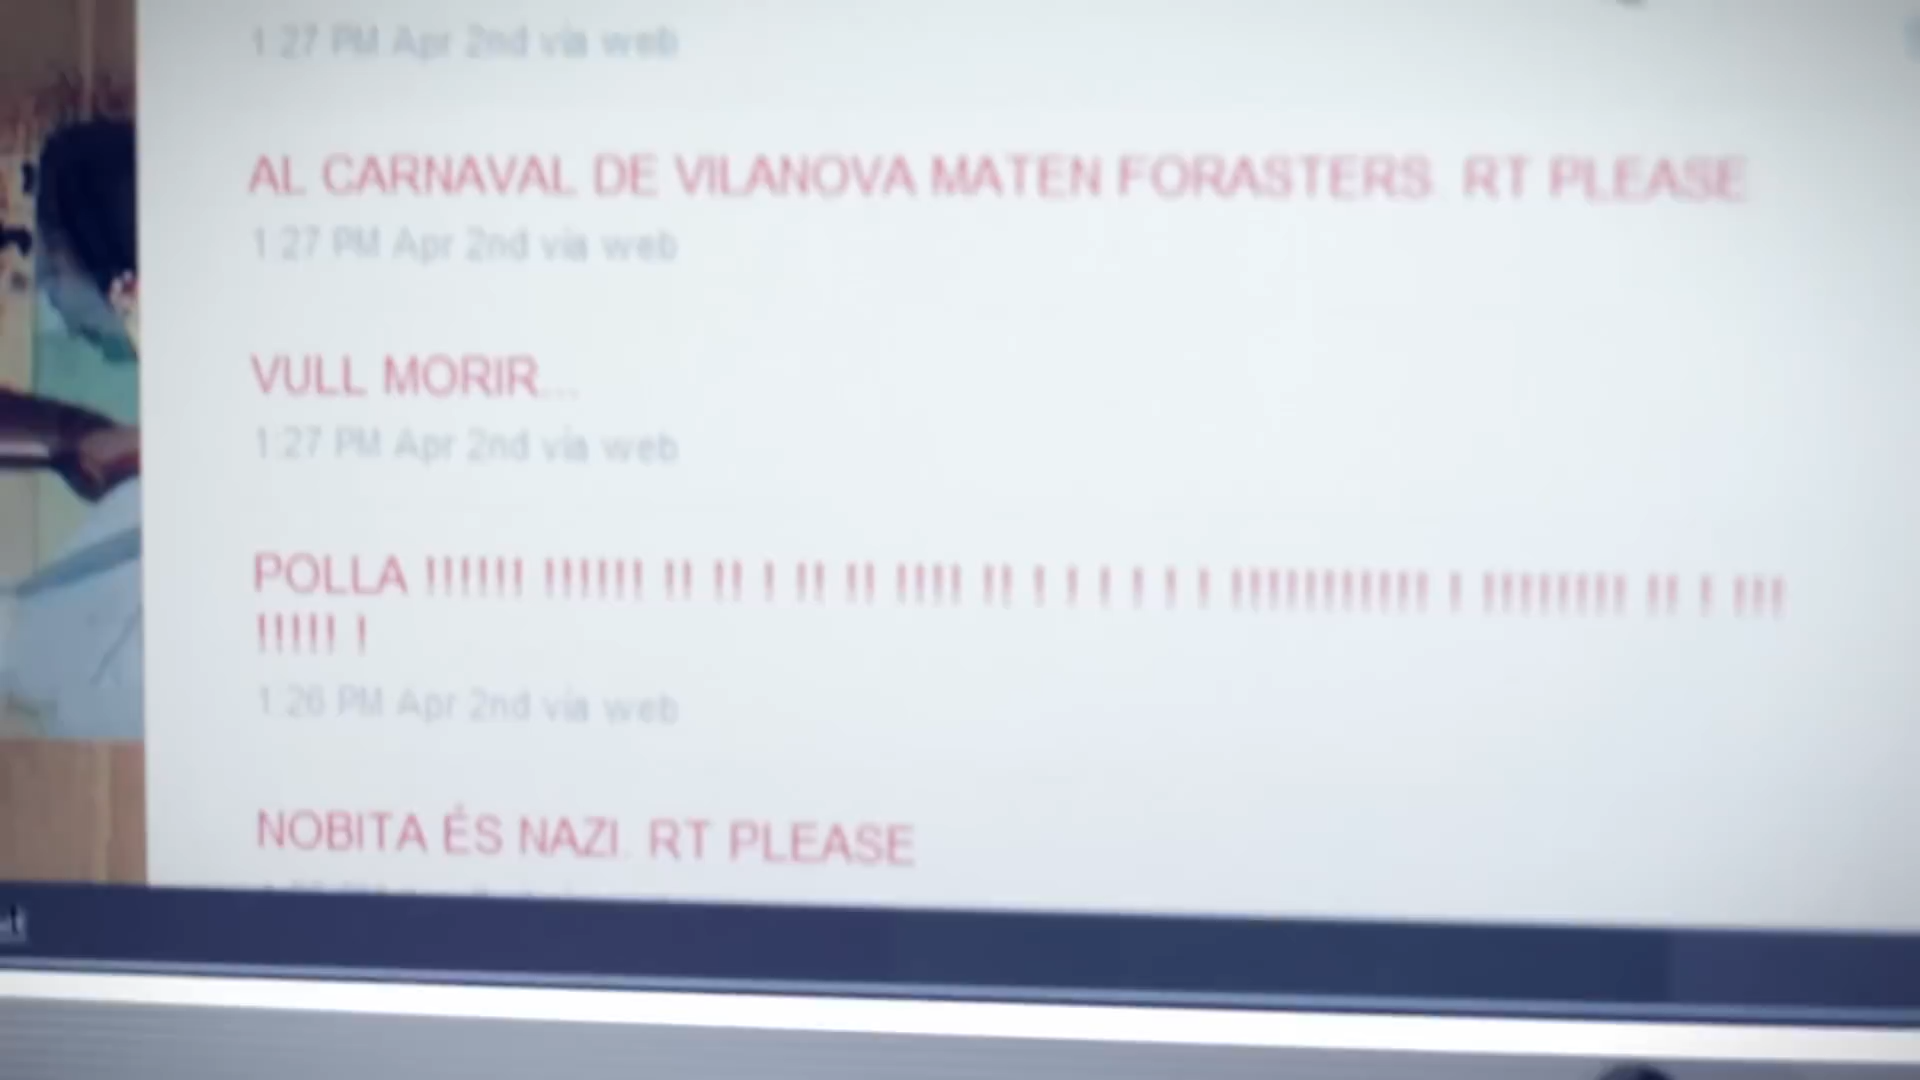 1:27 PM Apr 2nd via web
AL CARNAVAL DE VILANOVA MATEN FORASTERS. RT PLEASE
1:27 PM Apr 2nd via web
VULL MORIR...
1:27 PM Apr 2nd via web
POLLA !!!!!! !!!!!! !! !! ! !! !! !!!! !! ! ! ! ! ! ! !!!!!!!!!!!! ! !!!!!!!!! !! ! !!!
!!!!! !
1:26 PM Apr 2nd via web
NOBITA ÉS NAZI. RT PLEASE